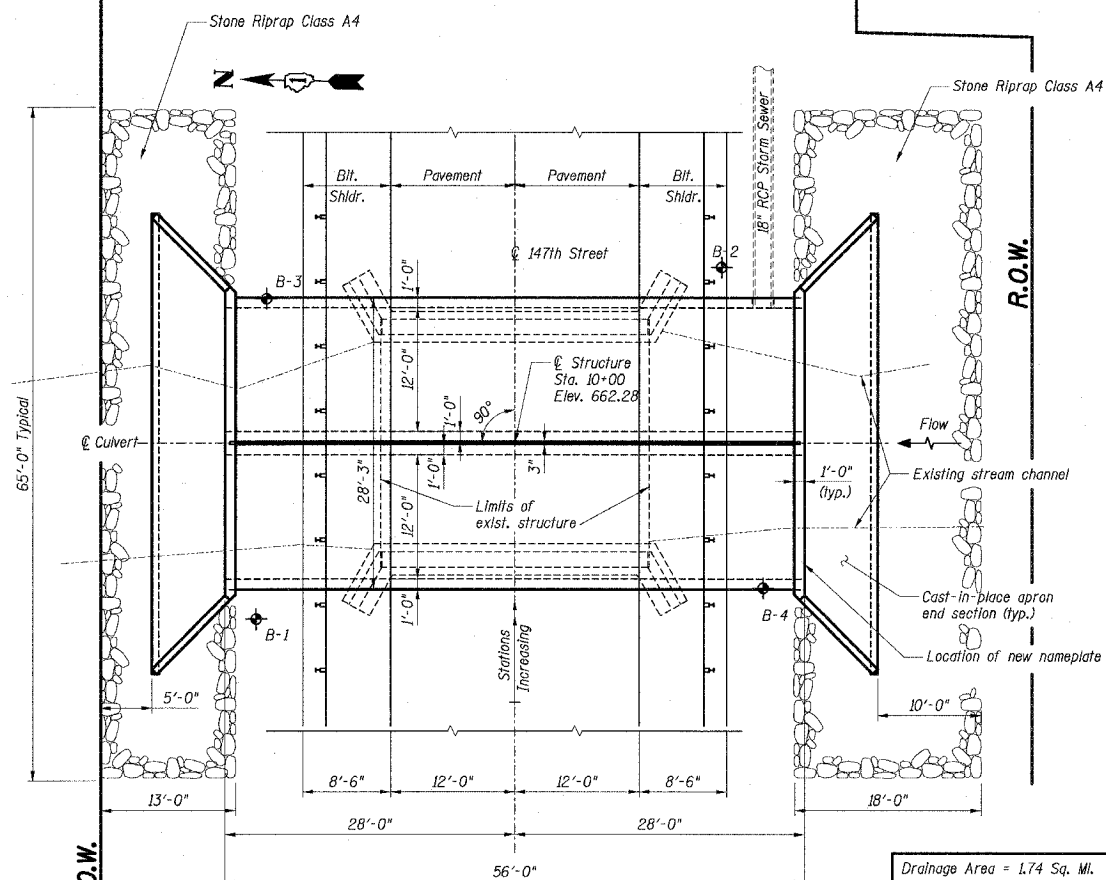 Stone Riprap Class A4
N
1
Stone Riprap Class A4
18" RCP Storm Sewer
Bit.
Shldr.
Pavement
Pavement
Bit.
Shldr.
R.O.W.
℄ 147th Street
B-2
B-3
1'-0"
12'-0"
℄ Structure
Sta. 10+00
Elev. 662.28
90°
1'-0"
65'-0" Typical
℄ Culvert
Flow
28'-3"
1'-0"
3"
1'-0"
(typ.)
Existing stream channel
Limits of
exist. structure
12'-0"
Cast-in-place apron
end section (typ.)
B-4
1'-0"
B-1
Stations
Increasing
Location of new nameplate
5'-0"
10'-0"
8'-6"
12'-0"
12'-0"
8'-6"
13'-0"
18'-0"
28'-0"
28'-0"
O.W.
56'-0"
Drainage Area = 1.74 Sq. Mi.